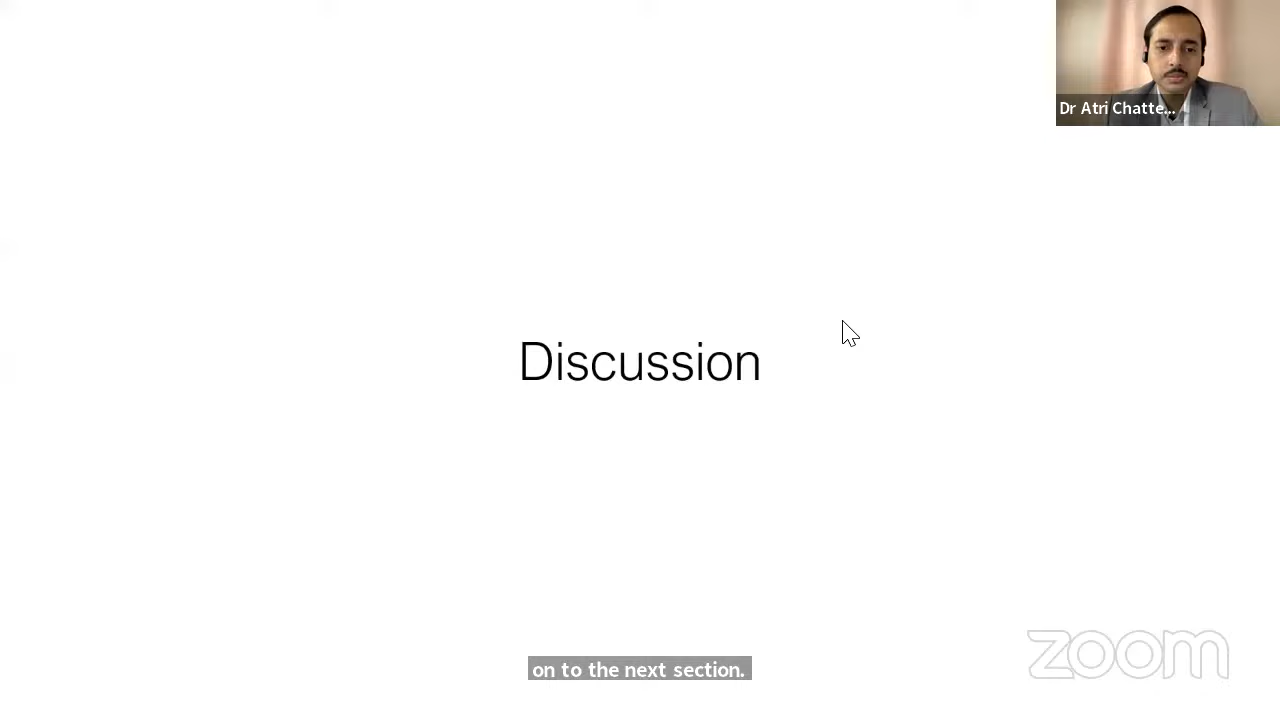 Dr Atri Chatte...
Discussion
on to the next section.
zoom